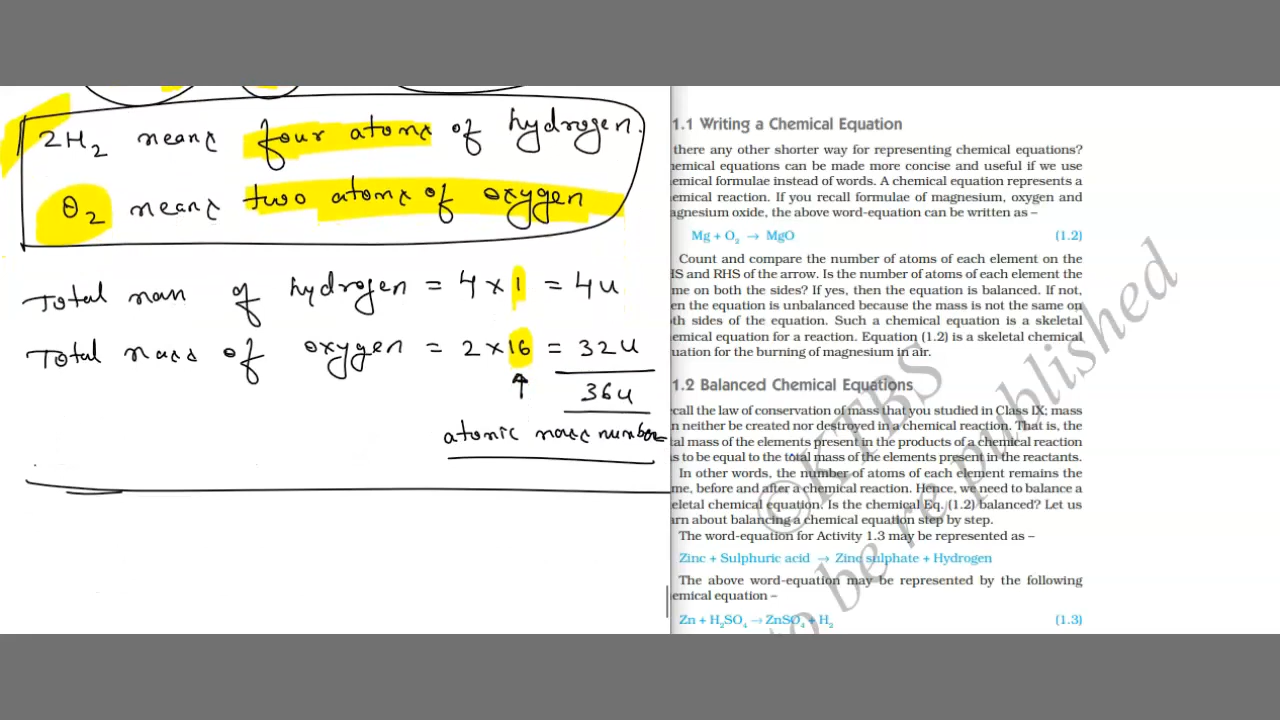 2H₂ means four atoms of hydrogen.
O₂ means two atoms of oxygen
Total mass of hydrogen = 4 × 1 = 4u
Total mass of oxygen = 2 × 16 = 32u
36u
atomic mass number
1.1 Writing a Chemical Equation
there any other shorter way for representing chemical equations?
emical equations can be made more concise and useful if we use
emical formulae instead of words. A chemical equation represents a
emical reaction. If you recall formulae of magnesium, oxygen and
agnesium oxide, the above word-equation can be written as –
Mg + O₂ → MgO (1.2)
Count and compare the number of atoms of each element on the
HS and RHS of the arrow. Is the number of atoms of each element the
me on both the sides? If yes, then the equation is balanced. If not,
en the equation is unbalanced because the mass is not the same on
th sides of the equation. Such a chemical equation is a skeletal
emical equation for a reaction. Equation (1.2) is a skeletal chemical
uation for the burning of magnesium in air.
1.2 Balanced Chemical Equations
call the law of conservation of mass that you studied in Class IX; mass
n neither be created nor destroyed in a chemical reaction. That is, the
al mass of the elements present in the products of a chemical reaction
s to be equal to the total mass of the elements present in the reactants.
In other words, the number of atoms of each element remains the
me, before and after a chemical reaction. Hence, we need to balance a
eletal chemical equation. Is the chemical Eq. (1.2) balanced? Let us
arn about balancing a chemical equation step by step.
The word-equation for Activity 1.3 may be represented as –
Zinc + Sulphuric acid → Zinc sulphate + Hydrogen
The above word-equation may be represented by the following
emical equation –
Zn + H₂SO₄ → ZnSO₄ + H₂ (1.3)
©KTBS
to be republished